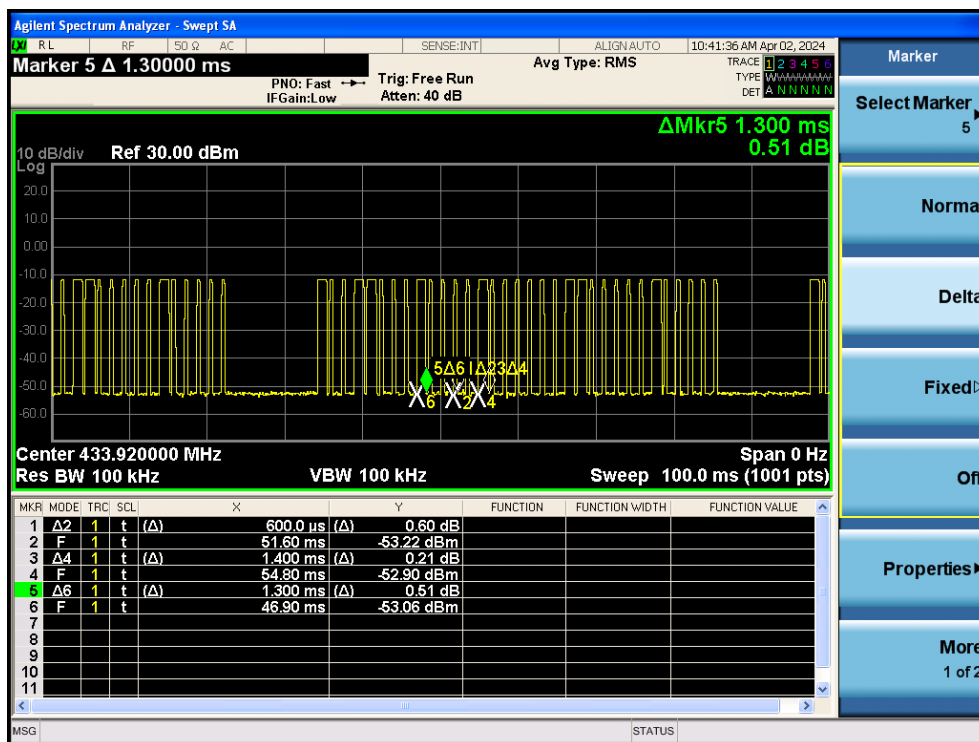 Agilent Spectrum Analyzer - Swept SA
LXI RL RF 50 Ω AC SENSE:INT ALIGN AUTO 10:41:36 AM Apr 02, 2024
Marker 5 Δ 1.30000 ms
PNO: Fast
IFGain:Low
Trig: Free Run
Atten: 40 dB
Avg Type: RMS
TRACE 1 2 3 4 5 6
TYPE W
DET A N N N N N
ΔMkr5 1.300 ms
0.51 dB
10 dB/div Ref 30.00 dBm
Log
20.0
10.0
0.00
-10.0
-20.0
-30.0
-40.0
-50.0
-60.0
5Δ6 1Δ2 3Δ4
6 2 4
Center 433.920000 MHz Span 0 Hz
Res BW 100 kHz VBW 100 kHz Sweep 100.0 ms (1001 pts)
MKR MODE TRC SCL X Y FUNCTION FUNCTION WIDTH FUNCTION VALUE
1 Δ2 1 t (Δ) 600.0 µs (Δ) 0.60 dB
2 F 1 t 51.60 ms -53.22 dBm
3 Δ4 1 t (Δ) 1.400 ms (Δ) 0.21 dB
4 F 1 t 54.80 ms -52.90 dBm
5 Δ6 1 t (Δ) 1.300 ms (Δ) 0.51 dB
6 F 1 t 46.90 ms -53.06 dBm
7
8
9
10
11
MSG STATUS
Marker
Select Marker
5
Norma
Delta
Fixed
Off
Properties
More
1 of 2